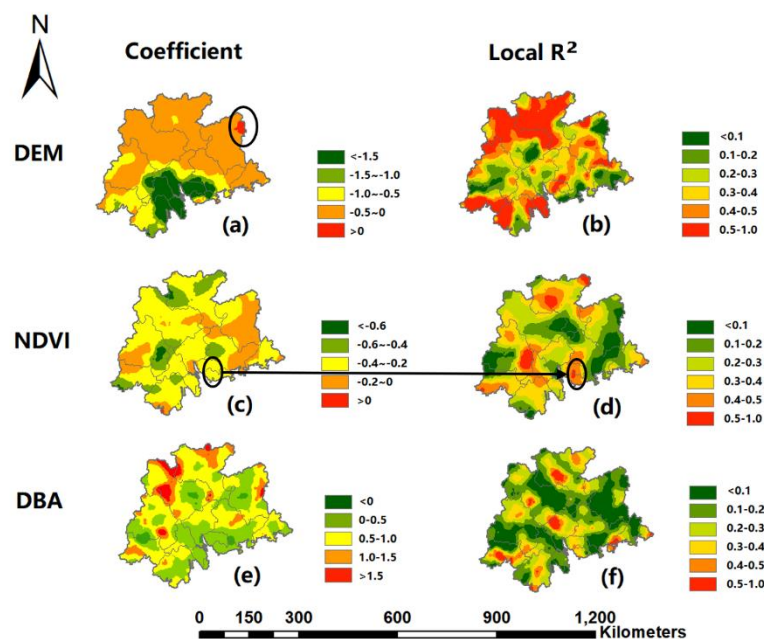 N
Coefficient
Local R²
DEM
<-1.5
-1.5~-1.0
-1.0~-0.5
-0.5~0
>0
(a)
<0.1
0.1-0.2
0.2-0.3
0.3-0.4
0.4-0.5
0.5-1.0
(b)
NDVI
<-0.6
-0.6~-0.4
-0.4~-0.2
-0.2~0
>0
(c)
<0.1
0.1-0.2
0.2-0.3
0.3-0.4
0.4-0.5
0.5-1.0
(d)
DBA
<0
0-0.5
0.5-1.0
1.0-1.5
>1.5
(e)
<0.1
0.1-0.2
0.2-0.3
0.3-0.4
0.4-0.5
0.5-1.0
(f)
0 150 300 600 900 1,200
Kilometers